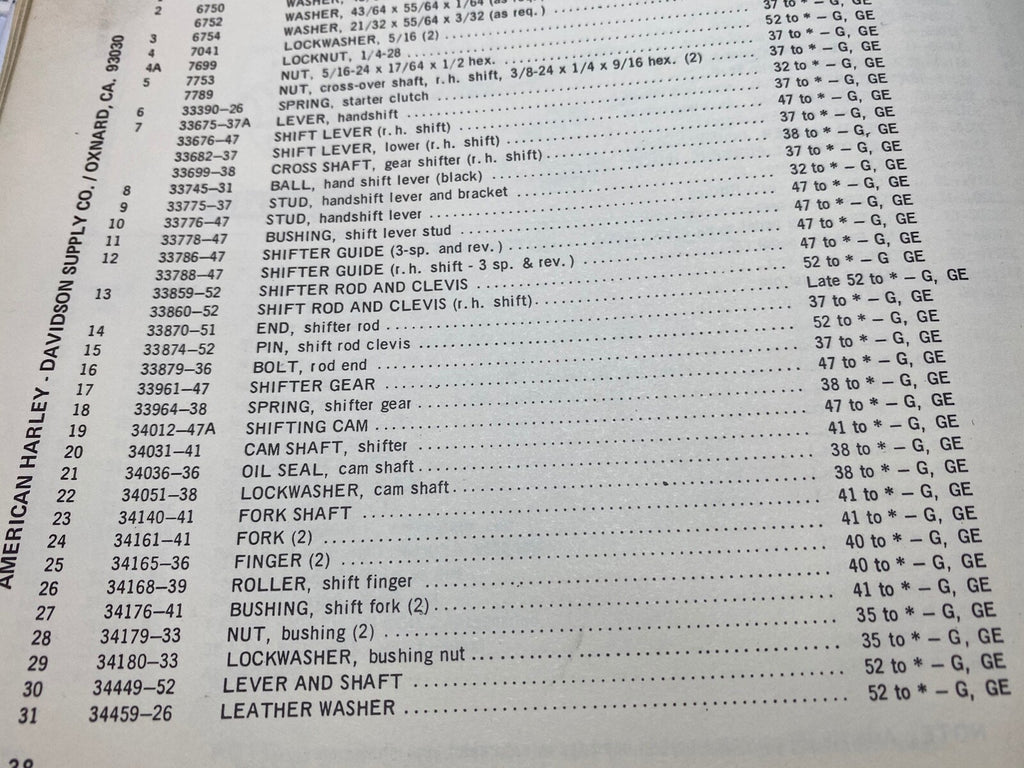 2 6750
6752 WASHER, 43/64 x 55/64 x 1/64 (as req.)
3 6754 WASHER, 21/32 x 55/64 x 3/32 (as req.)
4 7041 LOCKWASHER, 5/16 (2) 37 to * – G, GE
4A 7699 LOCKNUT, 1/4-28 52 to * – G, GE
5 7753 NUT, 5/16-24 x 17/64 x 1/2 hex. 37 to * – G, GE
7789 NUT, cross-over shaft, r.h. shift, 3/8-24 x 1/4 x 9/16 hex. (2) 37 to * – G, GE
6 33390–26 SPRING, starter clutch 32 to * – G, GE
7 33675–37A LEVER, handshift 37 to * – G, GE
33676–47 SHIFT LEVER (r.h. shift) 47 to * – G, GE
33682–37 SHIFT LEVER, lower (r.h. shift) 37 to * – G, GE
33699–38 CROSS SHAFT, gear shifter (r.h. shift) 38 to * – G, GE
8 33745–31 BALL, hand shift lever (black) 37 to * – G, GE
9 33775–37 STUD, handshift lever and bracket 32 to * – G, GE
10 33776–47 STUD, handshift lever 47 to * – G, GE
11 33778–47 BUSHING, shift lever stud 47 to * – G, GE
12 33786–47 SHIFTER GUIDE (3-sp. and rev.) 47 to * – G, GE
33788–47 SHIFTER GUIDE (r.h. shift - 3 sp. & rev.) 47 to * – G, GE
13 33859–52 SHIFTER ROD AND CLEVIS 52 to * – G GE
33860–52 SHIFT ROD AND CLEVIS (r.h. shift) Late 52 to * – G, GE
14 33870–51 END, shifter rod 37 to * – G, GE
15 33874–52 PIN, shift rod clevis 52 to * – G, GE
16 33879–36 BOLT, rod end 37 to * – G, GE
17 33961–47 SHIFTER GEAR 47 to * – G, GE
18 33964–38 SPRING, shifter gear 38 to * – G, GE
19 34012–47A SHIFTING CAM 47 to * – G, GE
20 34031–41 CAM SHAFT, shifter 41 to * – G, GE
21 34036–36 OIL SEAL, cam shaft 38 to * – G, GE
22 34051–38 LOCKWASHER, cam shaft 38 to * – G, GE
23 34140–41 FORK SHAFT 41 to * – G, GE
24 34161–41 FORK (2) 41 to * – G, GE
25 34165–36 FINGER (2) 40 to * – G, GE
26 34168–39 ROLLER, shift finger 40 to * – G, GE
27 34176–41 BUSHING, shift fork (2) 41 to * – G, GE
28 34179–33 NUT, bushing (2) 35 to * – G, GE
29 34180–33 LOCKWASHER, bushing nut 35 to * – G, GE
30 34449–52 LEVER AND SHAFT 52 to * – G, GE
31 34459–26 LEATHER WASHER 52 to * – G, GE
AMERICAN HARLEY - DAVIDSON SUPPLY CO. / OXNARD, CA. 93030